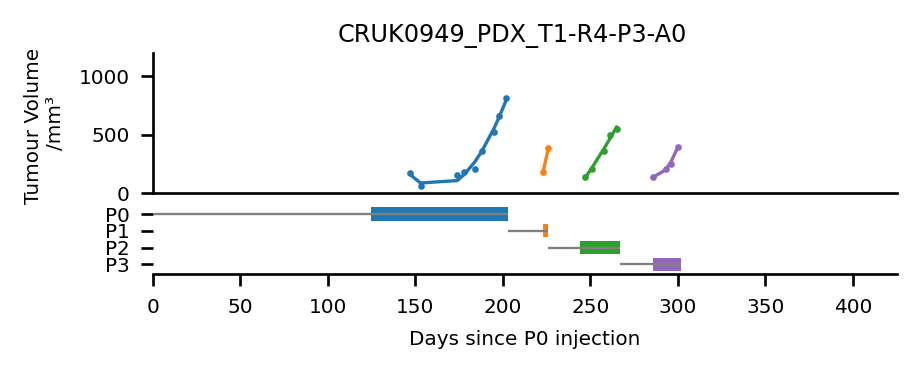 CRUK0949_PDX_T1-R4-P3-A0
Tumour Volume
/mm³
1000
500
0
P0
P1
P2
P3
0 50 100 150 200 250 300 350 400
Days since P0 injection